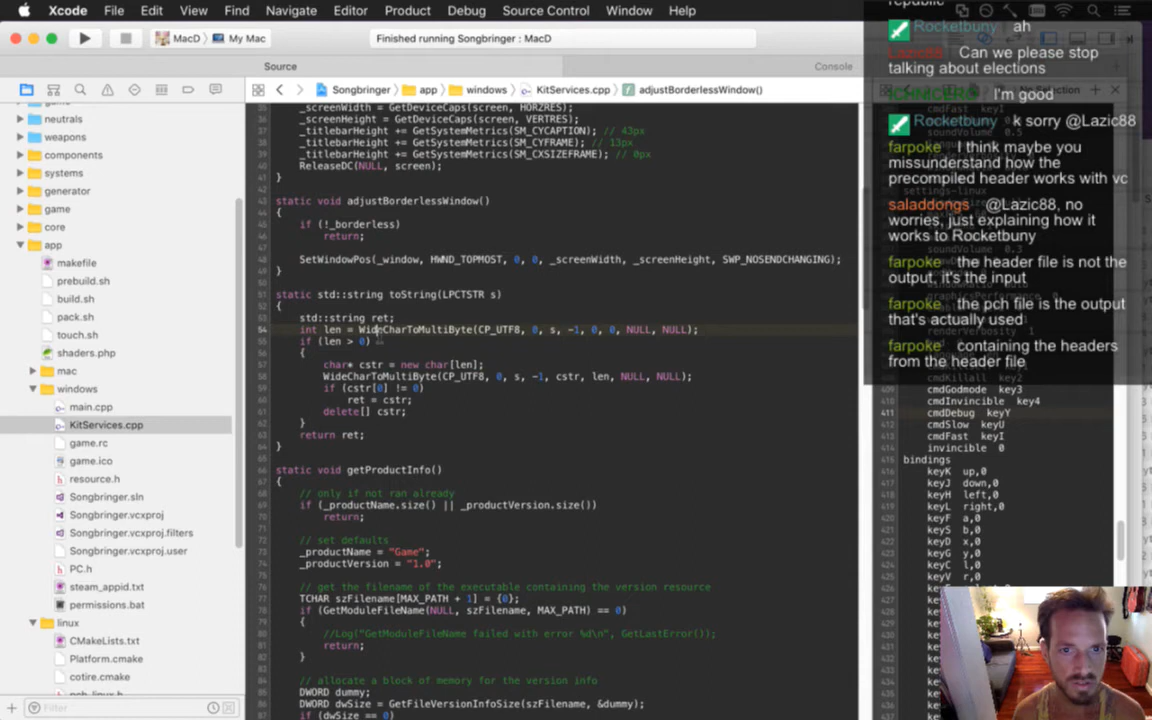 Xcode File Edit View Find Navigate Editor Product Debug Source Control Window Help
MacD My Mac
Finished running Songbringer : MacD
Source
Console
Songbringer app windows KitServices.cpp adjustBorderlessWindow()
neutrals
weapons
components
systems
generator
game
core
app
makefile
prebuild.sh
build.sh
pack.sh
touch.sh
shaders.php
mac
windows
main.cpp
KitServices.cpp
game.rc
game.ico
resource.h
Songbringer.sln
Songbringer.vcxproj
Songbringer.vcxproj.filters
Songbringer.vcxproj.user
PC.h
steam_appid.txt
permissions.bat
linux
CMakeLists.txt
Platform.cmake
cotire.cmake
Filter
_screenWidth = GetDeviceCaps(screen, HORZRES);
_screenHeight = GetDeviceCaps(screen, VERTRES);
_titlebarHeight += GetSystemMetrics(SM_CYCAPTION); // 43px
_titlebarHeight += GetSystemMetrics(SM_CYFRAME); // 13px
_titlebarHeight += GetSystemMetrics(SM_CXSIZEFRAME); // 0px
ReleaseDC(NULL, screen);
}
static void adjustBorderlessWindow()
{
if (!_borderless)
return;
SetWindowPos(_window, HWND_TOPMOST, 0, 0, _screenWidth, _screenHeight, SWP_NOSENDCHANGING);
}
static std::string toString(LPCTSTR s)
{
std::string ret;
int len = WideCharToMultiByte(CP_UTF8, 0, s, -1, 0, 0, NULL, NULL);
if (len > 0)
{
char* cstr = new char[len];
WideCharToMultiByte(CP_UTF8, 0, s, -1, cstr, len, NULL, NULL);
if (cstr[0] != 0)
ret = cstr;
delete[] cstr;
}
return ret;
}
static void getProductInfo()
{
// only if not ran already
if (_productName.size() || _productVersion.size())
return;
// set defaults
_productName = "Game";
_productVersion = "1.0";
// get the filename of the executable containing the version resource
TCHAR szFilename[MAX_PATH + 1] = {0};
if (GetModuleFileName(NULL, szFilename, MAX_PATH) == 0)
{
//Log("GetModuleFileName failed with error %d\n", GetLastError());
return;
}
// allocate a block of memory for the version info
DWORD dummy;
DWORD dwSize = GetFileVersionInfoSize(szFilename, &dummy);
if (dwSize == 0)
republic
Rocketbuny ah
Lazic88 Can we please stop
talking about elections
I'm good
Rocketbuny k sorry @Lazic88
farpoke I think maybe you
missunderstand how the
precompiled header works with vc
saladdongs @Lazic88, no
worries, just explaining how it
works to Rocketbuny
farpoke the header file is not the
output, it's the input
farpoke the pch file is the output
that's actually used
farpoke containing the headers
from the header file
cmdKillall key2
cmdGodmode key3
cmdInvincible key4
cmdDebug keyY
cmdSlow keyU
cmdFast keyI
invincible 0
bindings
keyK up,0
keyJ down,0
keyH left,0
keyL right,0
keyF a,0
keyS b,0
keyD x,0
keyG y,0
keyC l,0
keyV r,0